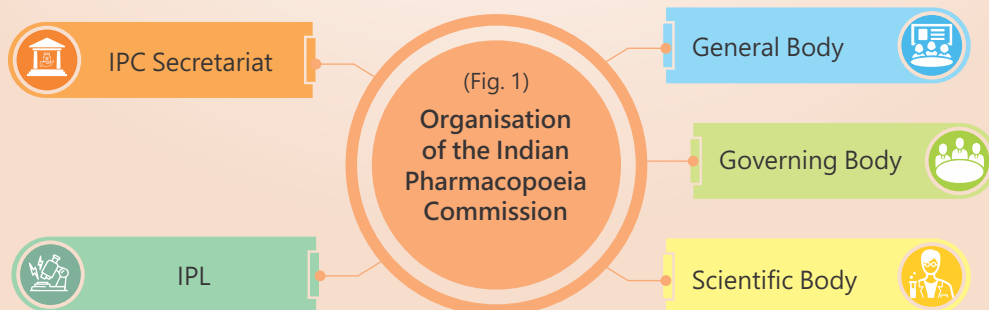 IPC Secretariat
IPL
(Fig. 1)
Organisation
of the Indian
Pharmacopoeia
Commission
General Body
Governing Body
Scientific Body